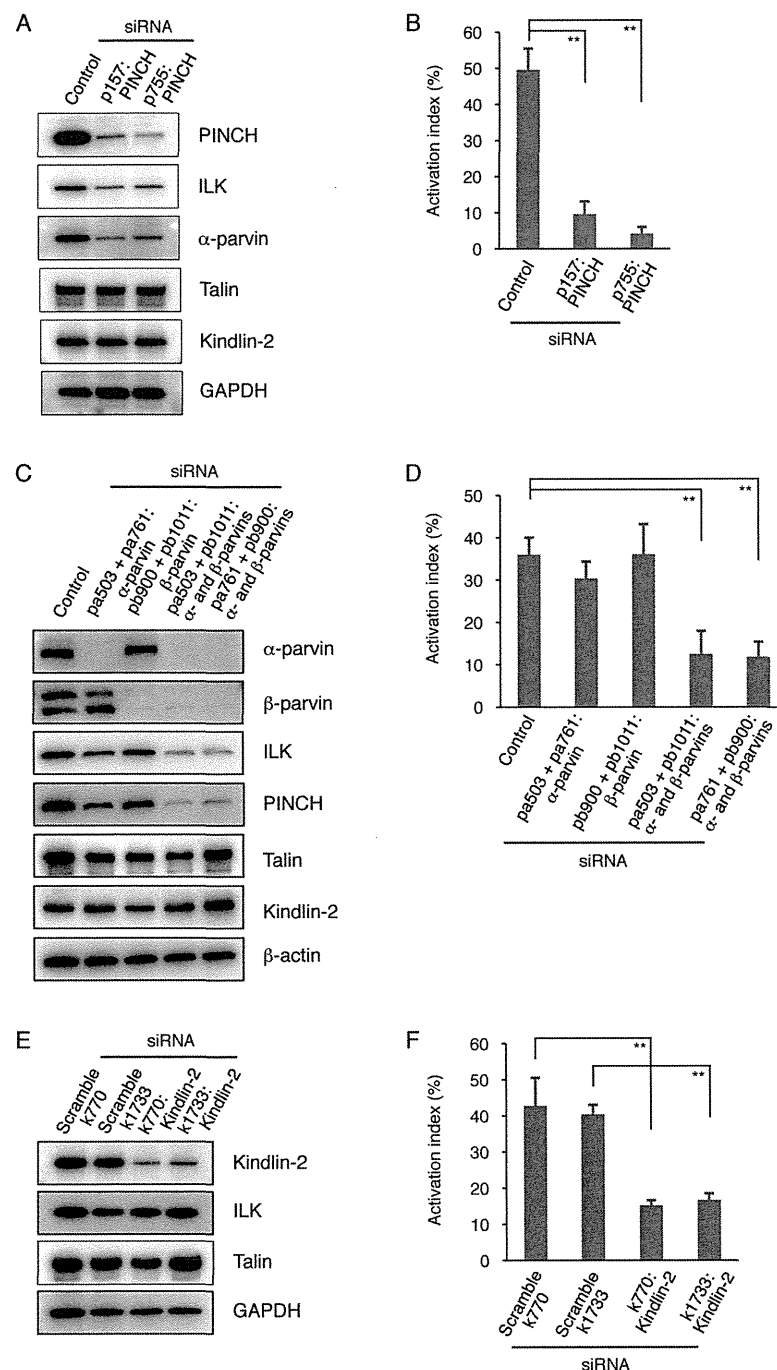 A
siRNA
Control
p157:
PINCH
p755:
PINCH
PINCH
ILK
α-parvin
Talin
Kindlin-2
GAPDH
B
Activation index (%)
60
50
40
30
20
10
0
**
**
Control
p157:
PINCH
p755:
PINCH
siRNA
C
siRNA
Control
pa503 + pa761:
α-parvin
pb900 + pb1011:
β-parvin
pa503 + pb1011:
α- and β-parvins
pa761 + pb900:
α- and β-parvins
α-parvin
β-parvin
ILK
PINCH
Talin
Kindlin-2
β-actin
D
Activation index (%)
50
40
30
20
10
0
**
**
Control
pa503 + pa761:
α-parvin
pb900 + pb1011:
β-parvin
pa503 + pb1011:
α- and β-parvins
pa761 + pb900:
α- and β-parvins
siRNA
E
siRNA
Scramble
k770
Scramble
k1733
k770:
Kindlin-2
k1733:
Kindlin-2
Kindlin-2
ILK
Talin
GAPDH
F
Activation index (%)
60
50
40
30
20
10
0
**
**
Scramble
k770
Scramble
k1733
k770:
Kindlin-2
k1733:
Kindlin-2
siRNA